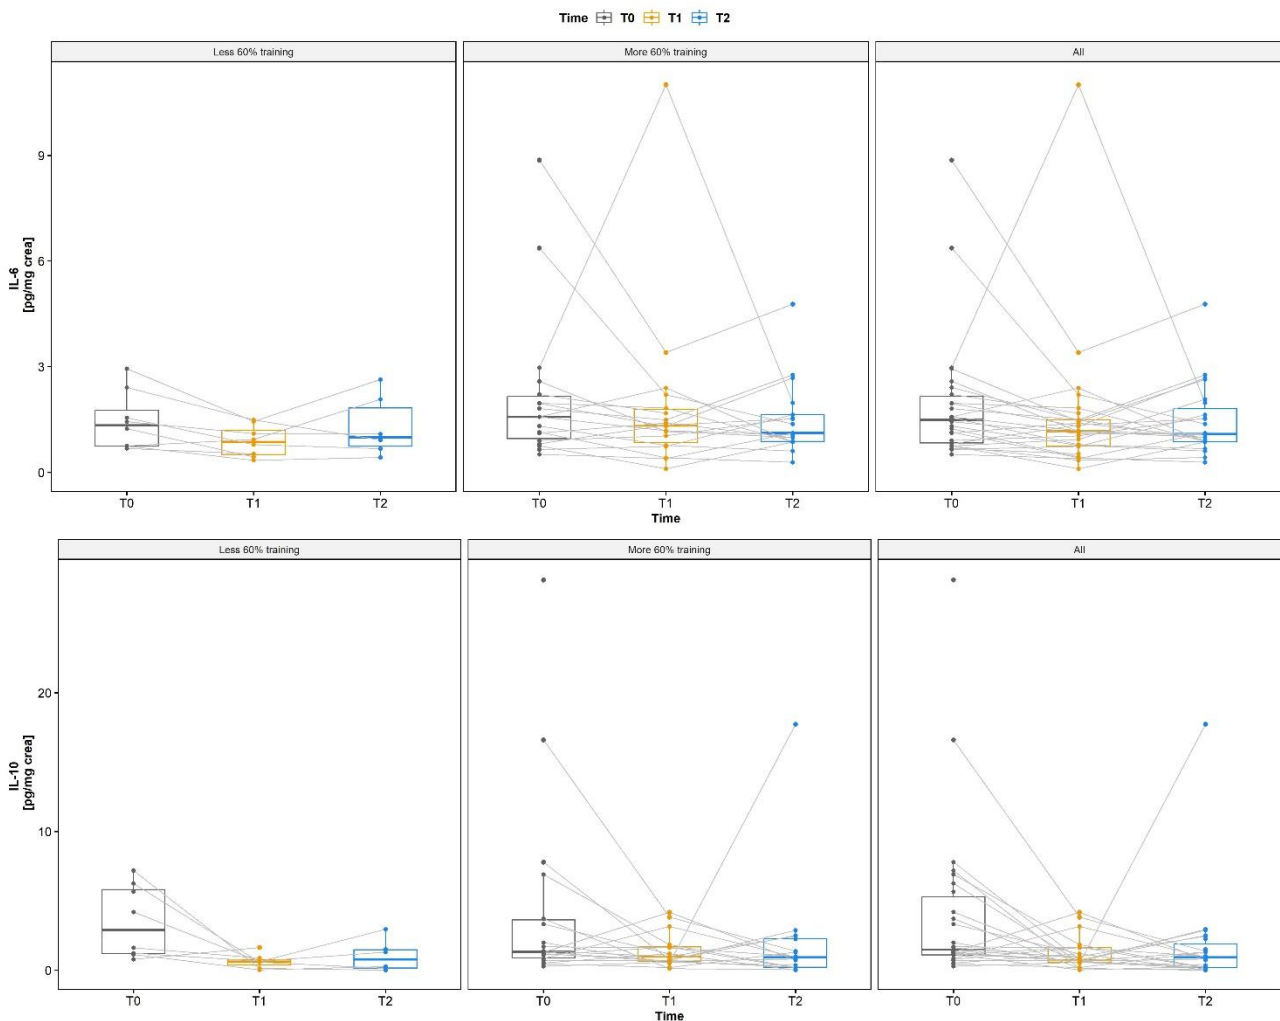 Time T0 T1 T2
Less 60% training
More 60% training
All
IL-6
[pg/mg crea]
9
6
3
0
T0 T1 T2
T0 T1 T2
T0 T1 T2
Time
Less 60% training
More 60% training
All
IL-10
[pg/mg crea]
20
10
0
T0 T1 T2
T0 T1 T2
T0 T1 T2
Time